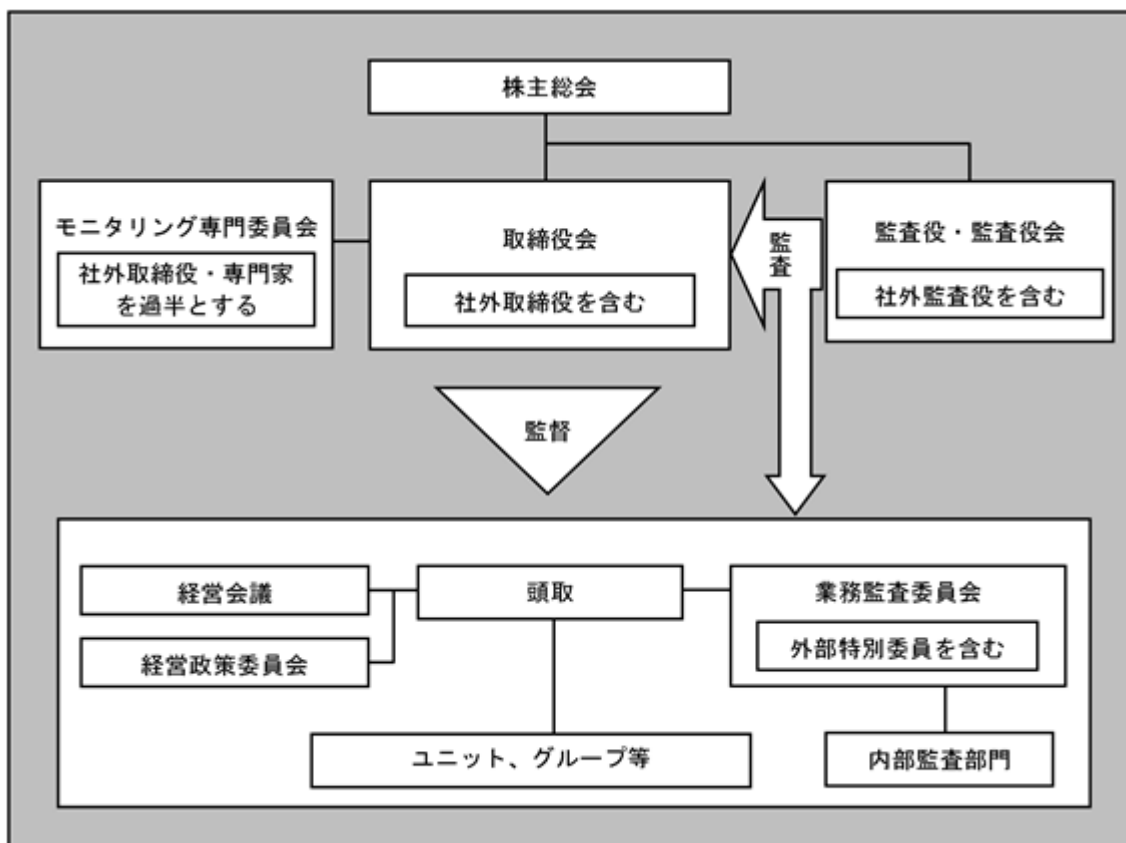 株主総会
モニタリング専門委員会
社外取締役・専門家
を過半とする
取締役会
社外取締役を含む
監査
監査役・監査役会
社外監査役を含む
監督
経営会議
頭取
業務監査委員会
外部特別委員を含む
経営政策委員会
ユニット、グループ等
内部監査部門